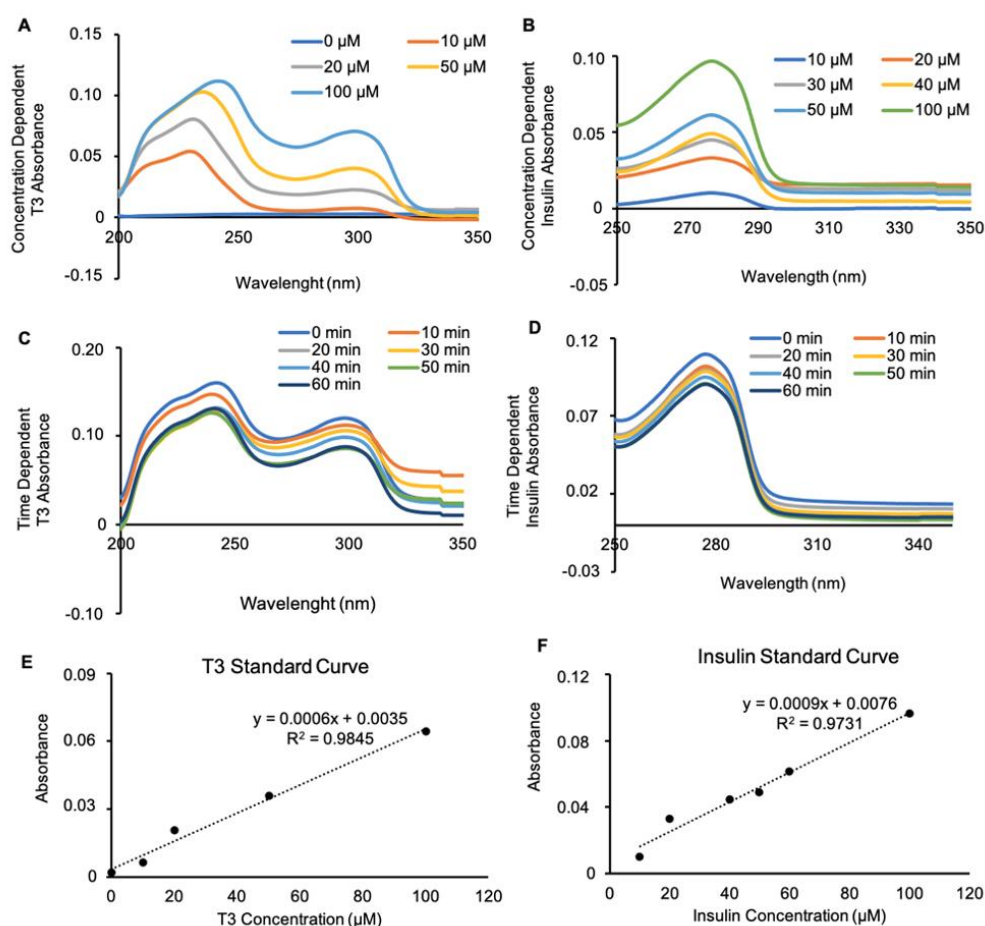 A
Concentration Dependent
T3 Absorbance
0.15
0.10
0.05
0
-0.15
0 µM
10 µM
20 µM
50 µM
100 µM
200
250
300
350
Wavelenght (nm)
B
Concentration Dependent
Insulin Absorbance
0.10
0.05
0
-0.05
10 µM
20 µM
30 µM
40 µM
50 µM
100 µM
250
270
290
310
330
350
Wavelength (nm)
C
Time Dependent
T3 Absorbance
0.20
0.10
0
-0.10
0 min
10 min
20 min
30 min
40 min
50 min
60 min
200
250
300
350
Wavelenght (nm)
D
Time Dependent
Insulin Absorbance
0.12
0.07
0.02
-0.03
0 min
10 min
20 min
30 min
40 min
50 min
60 min
250
280
310
340
Wavelength (nm)
E
T3 Standard Curve
Absorbance
0.09
0.06
0.03
0
y = 0.0006x + 0.0035
R² = 0.9845
0
20
40
60
80
100
120
T3 Concentration (µM)
F
Insulin Standard Curve
Absorbance
0.12
0.08
0.04
0
y = 0.0009x + 0.0076
R² = 0.9731
0
20
40
60
80
100
120
Insulin Concentration (µM)